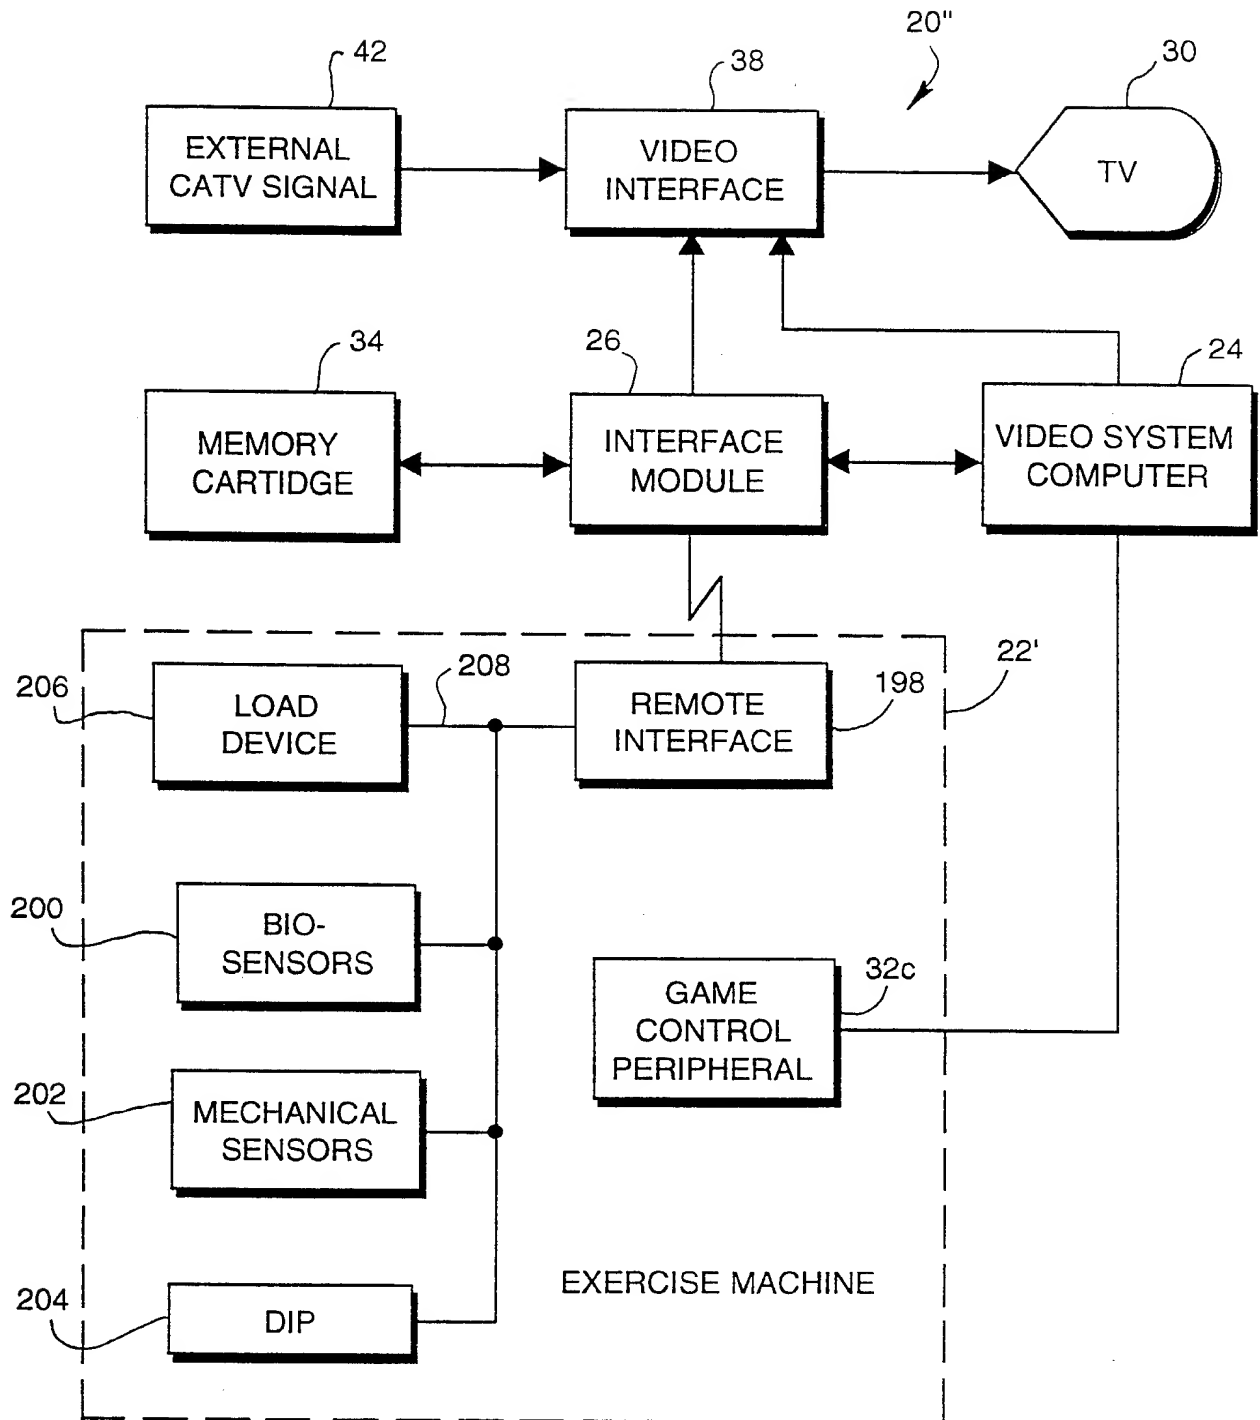 20"
42
38
30
EXTERNAL
CATV SIGNAL
VIDEO
INTERFACE
TV
34
26
24
MEMORY
CARTIDGE
INTERFACE
MODULE
VIDEO SYSTEM
COMPUTER
206
LOAD
DEVICE
208
REMOTE
INTERFACE
198
22'
200
BIO-
SENSORS
32c
GAME
CONTROL
PERIPHERAL
202
MECHANICAL
SENSORS
EXERCISE MACHINE
204
DIP